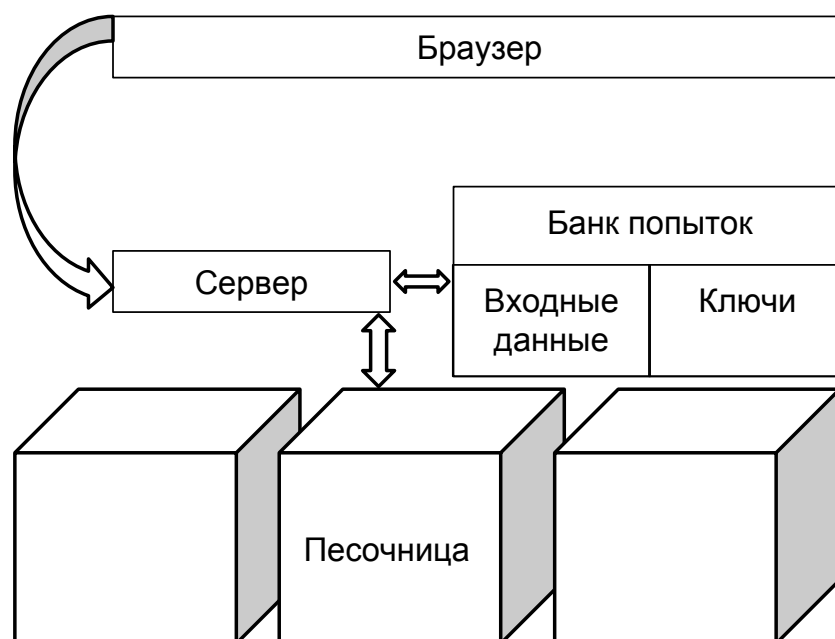 Браузер
Банк попыток
Сервер
Входные
данные
Ключи
Песочница